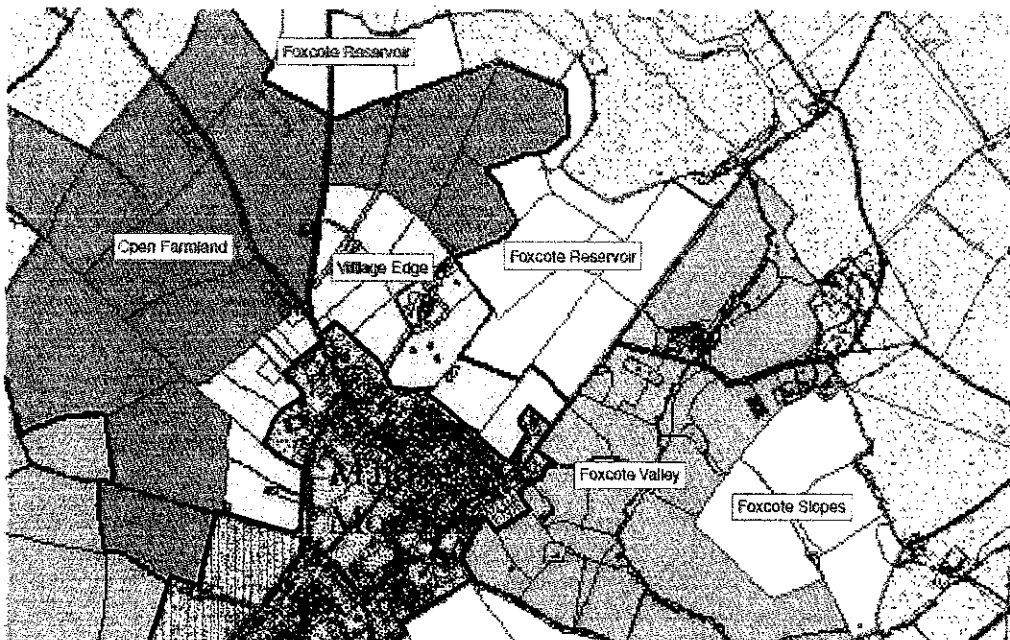 Foxcote Reservoir
Open Farmland
Village Edge
Foxcote Reservoir
Foxcote Valley
Foxcote Slopes